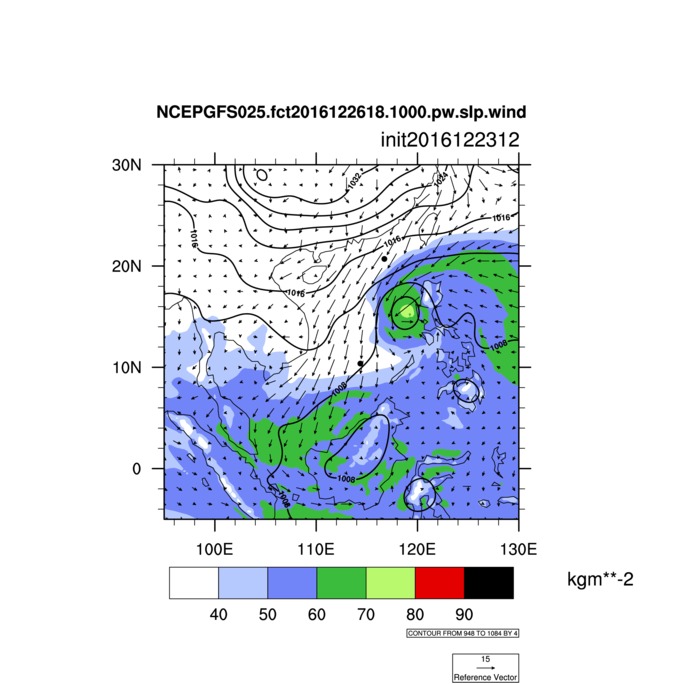 NCEPGFS025.fct2016122618.1000.pw.slp.wind
init2016122312
30N
20N
10N
0
1032
1024
1016
1016
1016
1016
1008
1008
1008
1008
100E
110E
120E
130E
40 50 60 70 80 90
kgm**-2
CONTOUR FROM 948 TO 1084 BY 4
15
Reference Vector